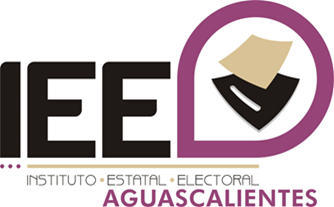 IEE
INSTITUTO • ESTATAL • ELECTORAL
AGUASCALIENTES